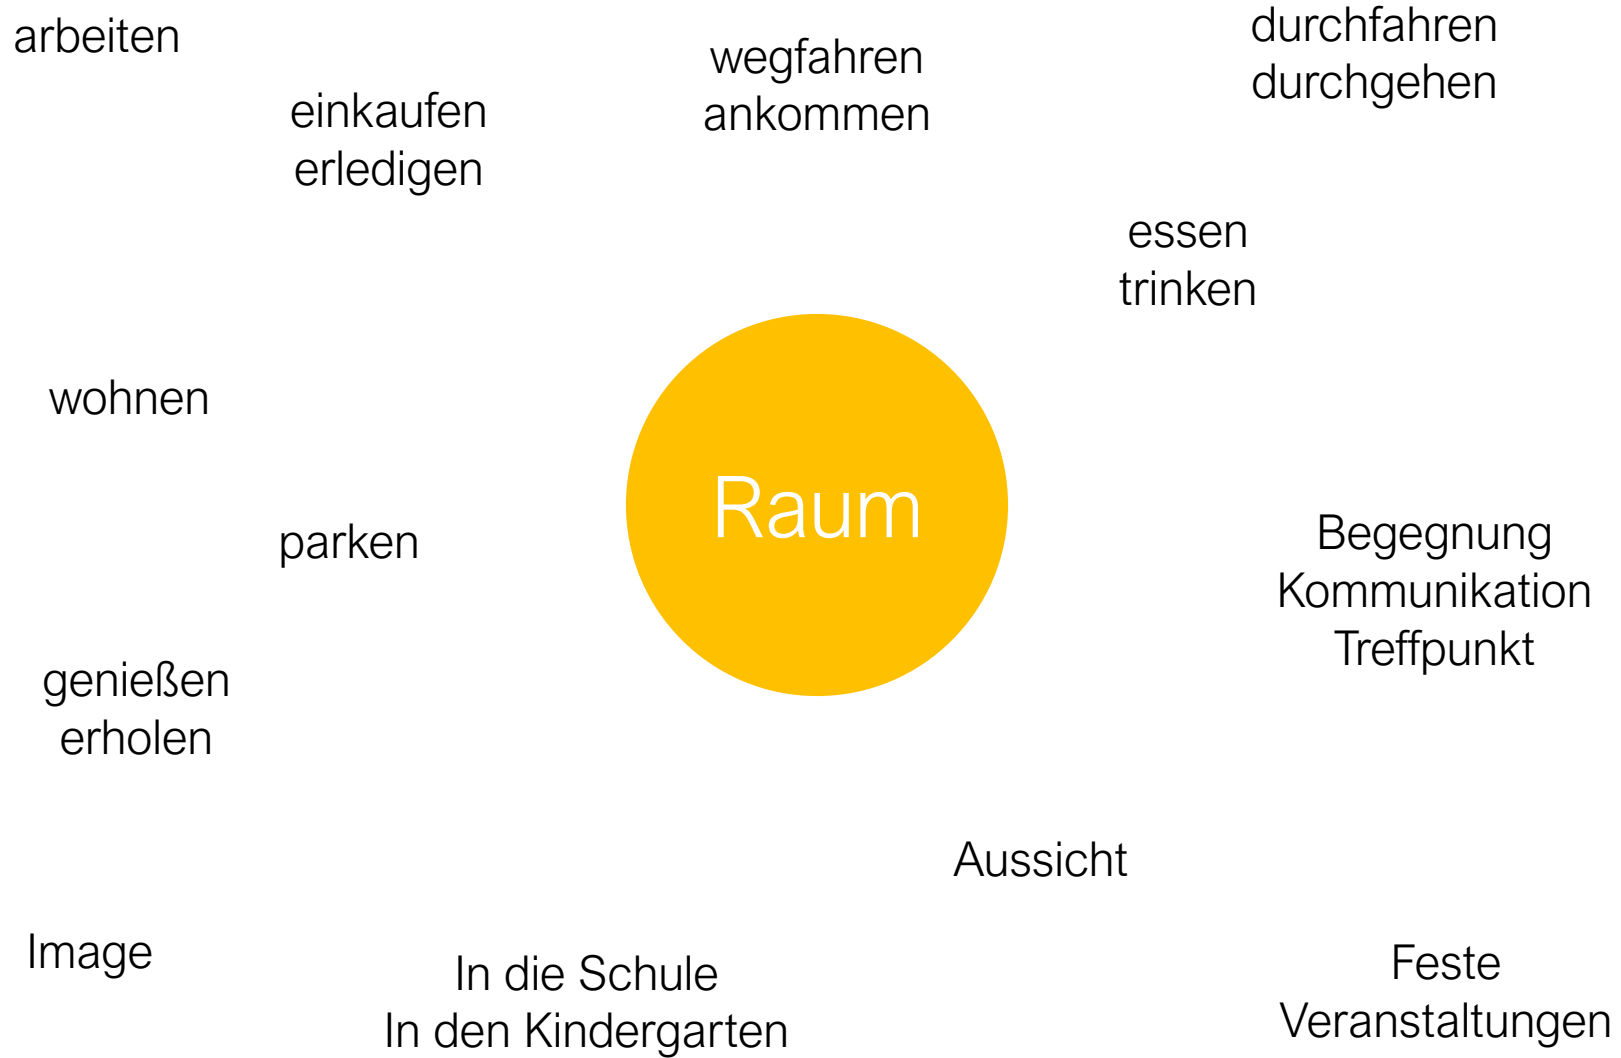 arbeiten
einkaufen
erledigen
wegfahren
ankommen
durchfahren
durchgehen
essen
trinken
wohnen
Raum
parken
Begegnung
Kommunikation
Treffpunkt
genießen
erholen
Aussicht
Image
In die Schule
In den Kindergarten
Feste
Veranstaltungen